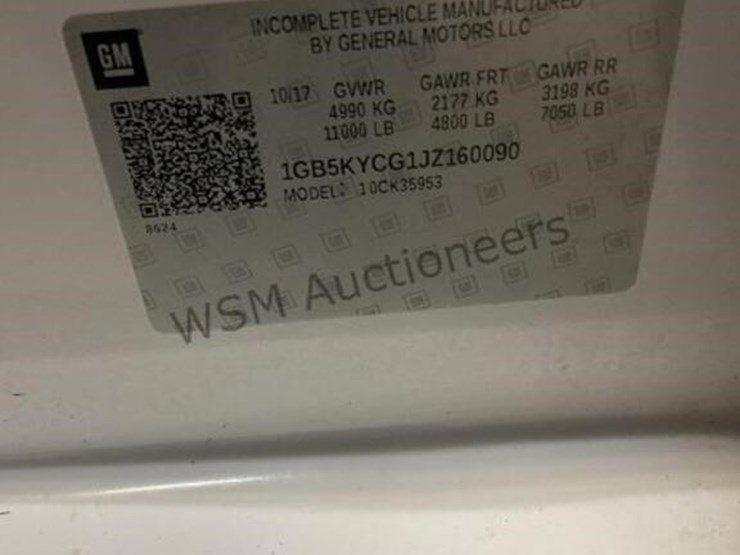 GM
INCOMPLETE VEHICLE MANUFACTURED
BY GENERAL MOTORS LLC
10/17 GVWR GAWR FRT GAWR RR
4990 KG 2177 KG 3198 KG
11000 LB 4800 LB 7050 LB
1GB5KYCG1JZ160090
MODEL: 10CK35953
8624
WSM Auctioneers